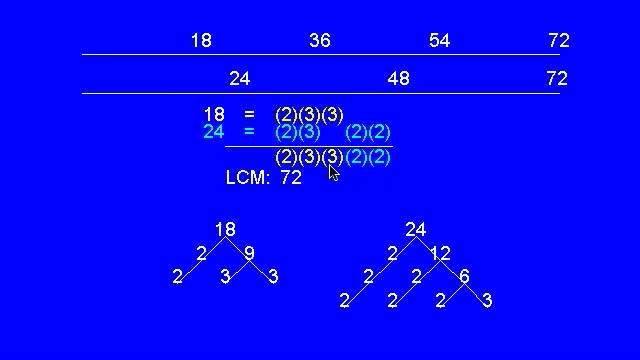 18 36 54 72
24 48 72
18 = (2)(3)(3)
24 = (2)(3) (2)(2)
(2)(3)(3)(2)(2)
LCM: 72
18 24
2 9 2 12
2 3 3 2 2 6
2 2 2 3